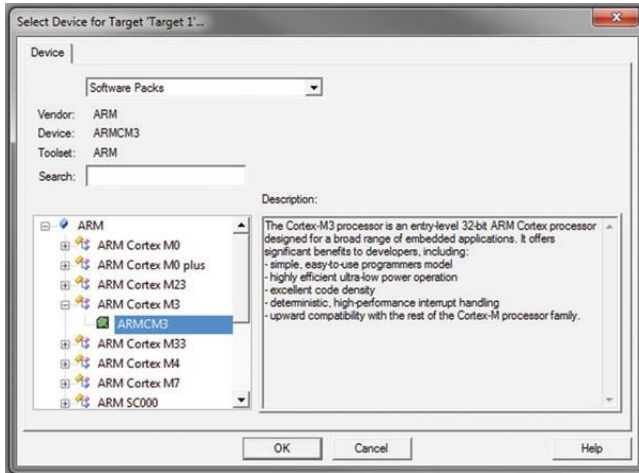 Select Device for Target 'Target 1'...
Device
Software Packs
Vendor: ARM
Device: ARMCM3
Toolset: ARM
Search:
Description:
ARM
ARM Cortex M0
ARM Cortex M0 plus
ARM Cortex M23
ARM Cortex M3
ARMCM3
ARM Cortex M33
ARM Cortex M4
ARM Cortex M7
ARM SC000
The Cortex-M3 processor is an entry-level 32-bit ARM Cortex processor
designed for a broad range of embedded applications. It offers
significant benefits to developers, including:
- simple, easy-to-use programmers model
- highly efficient ultra-low power operation
- excellent code density
- deterministic, high-performance interrupt handling
- upward compatibility with the rest of the Cortex-M processor family.
OK
Cancel
Help